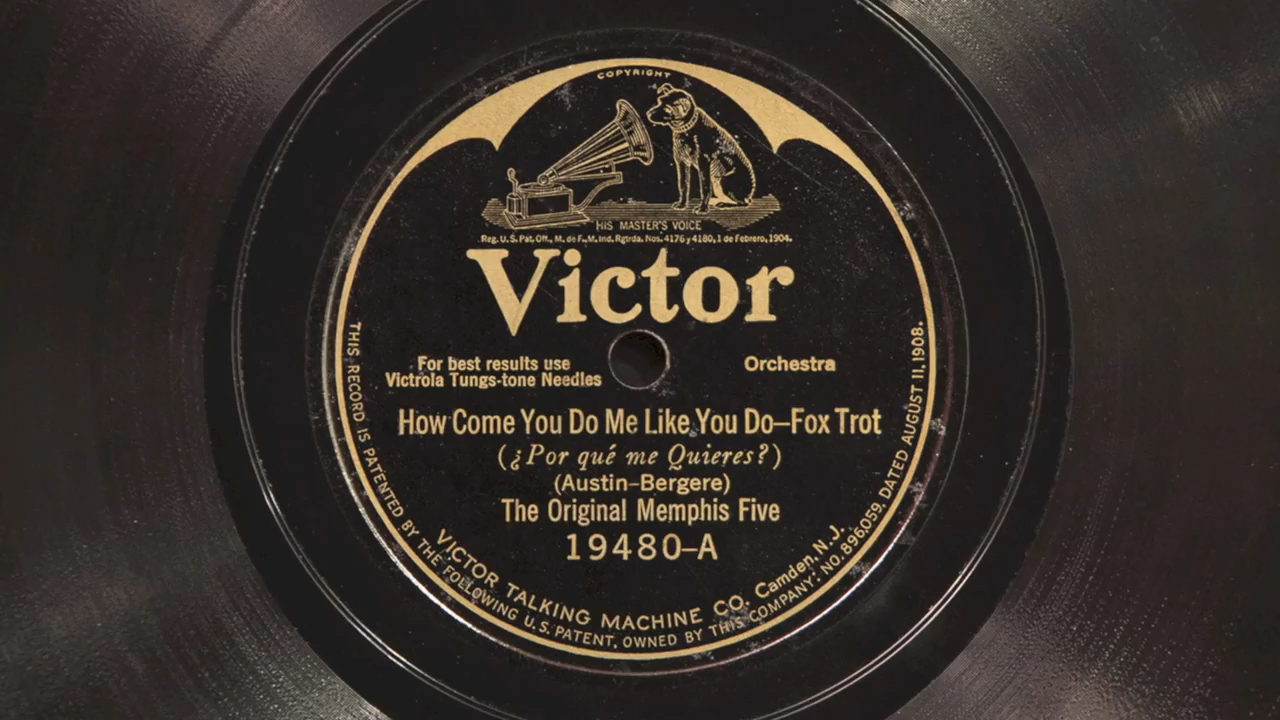 COPYRIGHT
HIS MASTER'S VOICE
Reg. U. S. Pat. Off., M. de F., M. Ind. Rgtrda. Nos. 4176 y 4180, 1 de Febrero, 1904.
Victor
For best results use
Victrola Tungs-tone Needles
Orchestra
How Come You Do Me Like You Do—Fox Trot
(¿Por qué me Quieres?)
(Austin-Bergere)
The Original Memphis Five
19480-A
VICTOR TALKING MACHINE CO. Camden, N. J.
THIS RECORD IS PATENTED BY THE FOLLOWING U.S. PATENT, OWNED BY THIS COMPANY: NO. 896,059, DATED AUGUST 11, 1908.